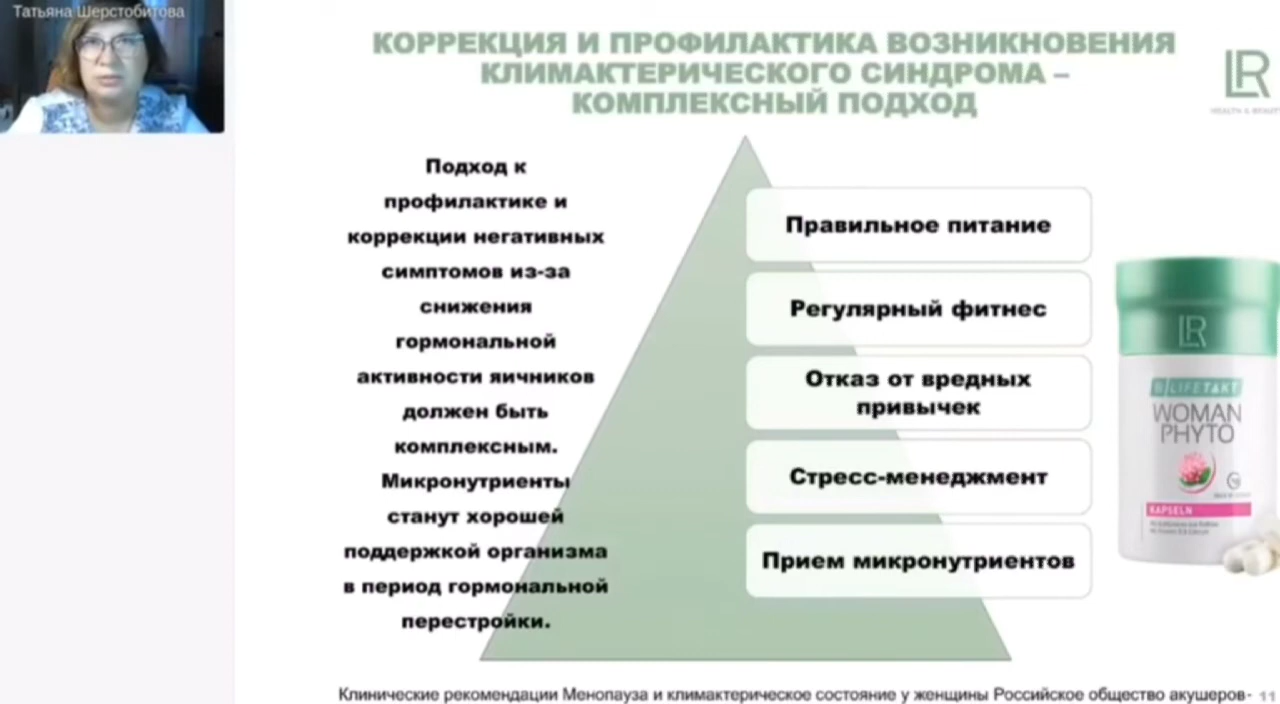 Татьяна Шерстобитова
КОРРЕКЦИЯ И ПРОФИЛАКТИКА ВОЗНИКНОВЕНИЯ
КЛИМАКТЕРИЧЕСКОГО СИНДРОМА –
КОМПЛЕКСНЫЙ ПОДХОД
LR
HEALTH & BEAUTY
Подход к
профилактике и
коррекции негативных
симптомов из-за
снижения
гормональной
активности яичников
должен быть
комплексным.
Микронутриенты
станут хорошей
поддержкой организма
в период гормональной
перестройки.
Правильное питание
Регулярный фитнес
Отказ от вредных
привычек
Стресс-менеджмент
Прием микронутриентов
LR
LIFETAKT
WOMAN
PHYTO
KAPSELN
Клинические рекомендации Менопауза и климактерическое состояние у женщины Российское общество акушеров-
11